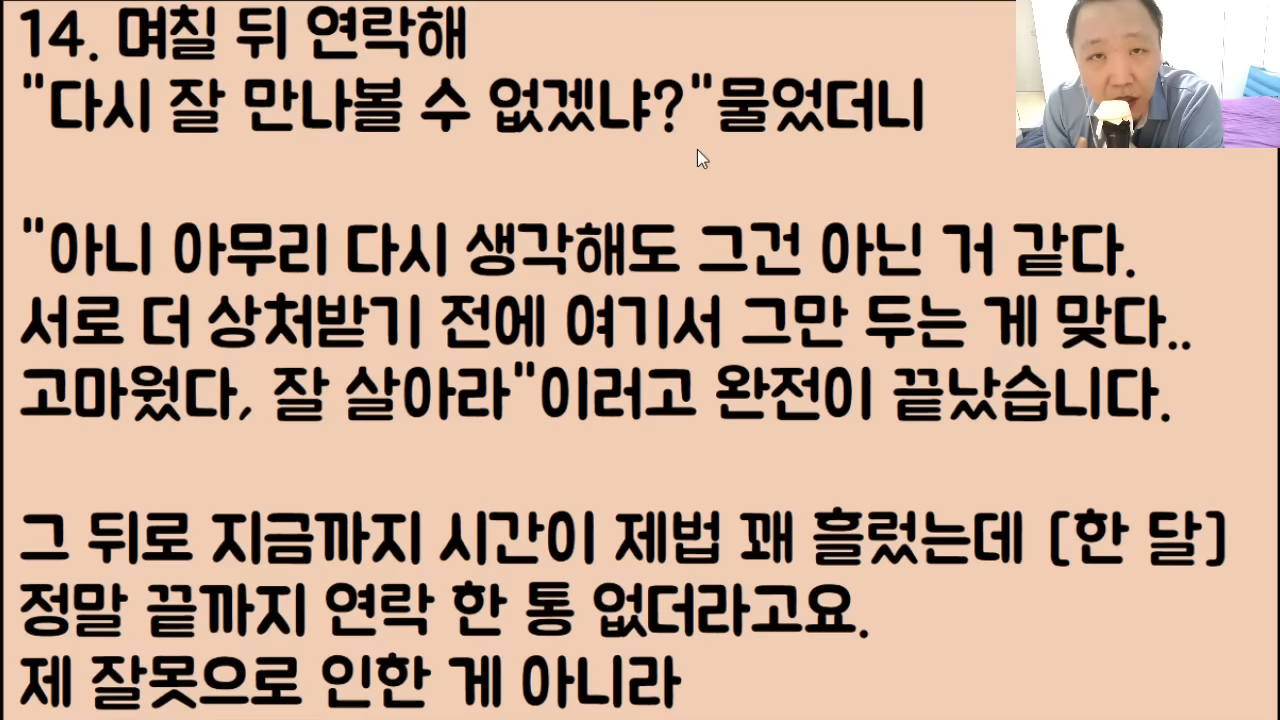 14. 며칠 뒤 연락해
"다시 잘 만나볼 수 없겠냐?"물었더니
"아니 아무리 다시 생각해도 그건 아닌 거 같다.
서로 더 상처받기 전에 여기서 그만 두는 게 맞다..
고마웠다, 잘 살아라"이러고 완전이 끝났습니다.
그 뒤로 지금까지 시간이 제법 꽤 흘렀는데 [한 달]
정말 끝까지 연락 한 통 없더라고요.
제 잘못으로 인한 게 아니라